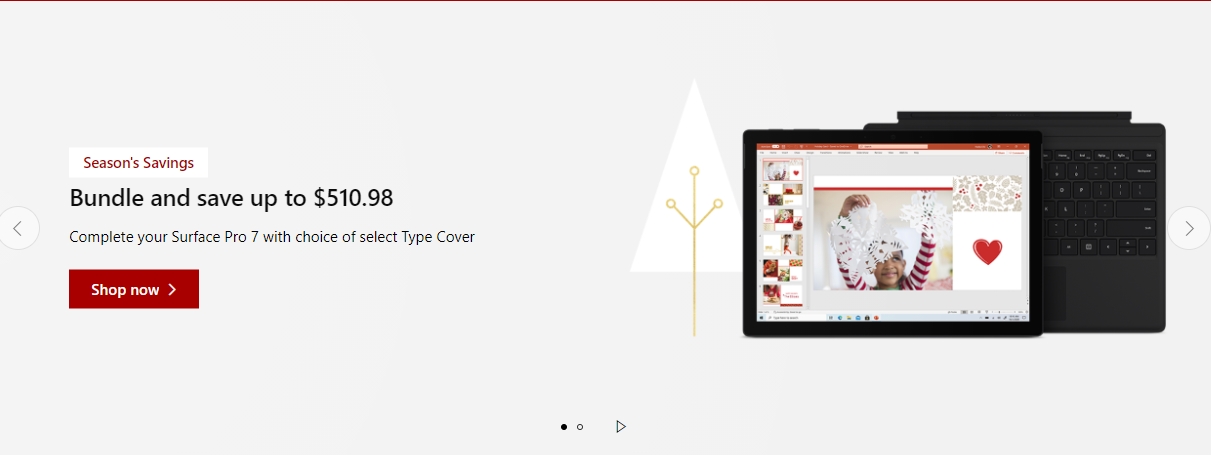 Season's Savings
Bundle and save up to $510.98
Complete your Surface Pro 7 with choice of select Type Cover
Shop now